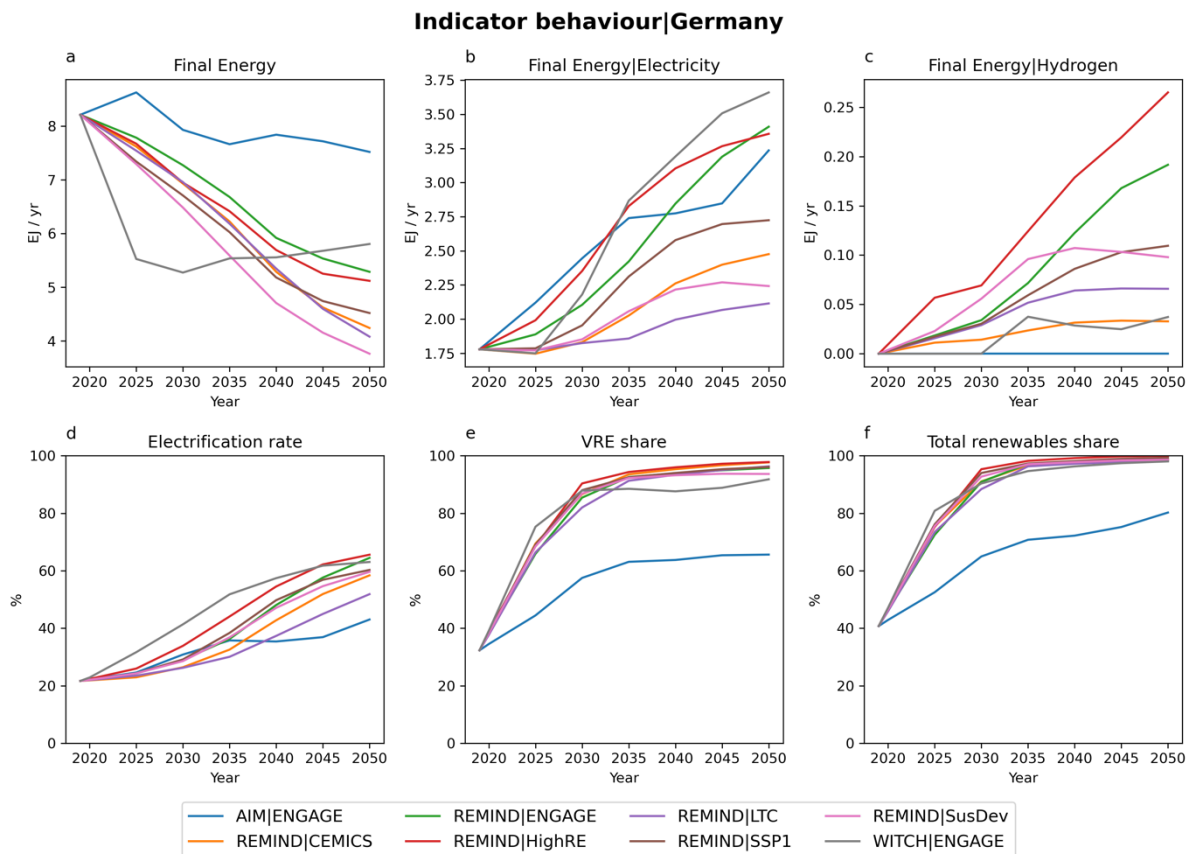 Indicator behaviour|Germany
a
Final Energy
EJ / yr
8
7
6
5
4
2020 2025 2030 2035 2040 2045 2050
Year
b
Final Energy|Electricity
EJ / yr
3.75
3.50
3.25
3.00
2.75
2.50
2.25
2.00
1.75
2020 2025 2030 2035 2040 2045 2050
Year
c
Final Energy|Hydrogen
EJ / yr
0.25
0.20
0.15
0.10
0.05
0.00
2020 2025 2030 2035 2040 2045 2050
Year
d
Electrification rate
%
100
80
60
40
20
0
2020 2025 2030 2035 2040 2045 2050
Year
e
VRE share
%
100
80
60
40
20
0
2020 2025 2030 2035 2040 2045 2050
Year
f
Total renewables share
%
100
80
60
40
20
0
2020 2025 2030 2035 2040 2045 2050
Year
AIM|ENGAGE REMIND|ENGAGE REMIND|LTC REMIND|SusDev
REMIND|CEMICS REMIND|HighRE REMIND|SSP1 WITCH|ENGAGE